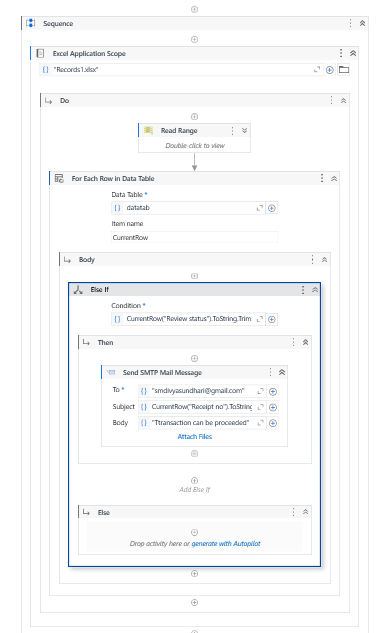 Sequence
Excel Application Scope
"Records1.xlsx"
Do
Read Range
Double-click to view
For Each Row in Data Table
Data Table *
datatab
Item name
CurrentRow
Body
Else If
Condition *
CurrentRow("Review status").ToString.Trim
Then
Send SMTP Mail Message
To * "smdivyasundhari@gmail.com"
Subject CurrentRow("Receipt no").ToString
Body "Ttransaction can be proceeded"
Attach Files
Add Else If
Else
Drop activity here or generate with Autopilot